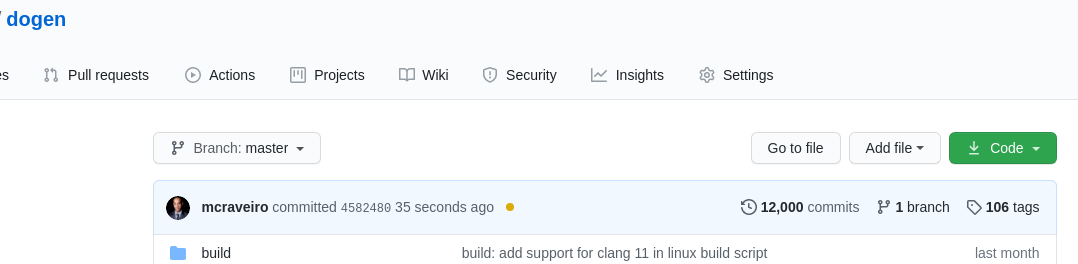 dogen
Pull requests Actions Projects Wiki Security Insights Settings
Branch: master Go to file Add file Code
mcraveiro committed 4582480 35 seconds ago 12,000 commits 1 branch 106 tags
build build: add support for clang 11 in linux build script last month